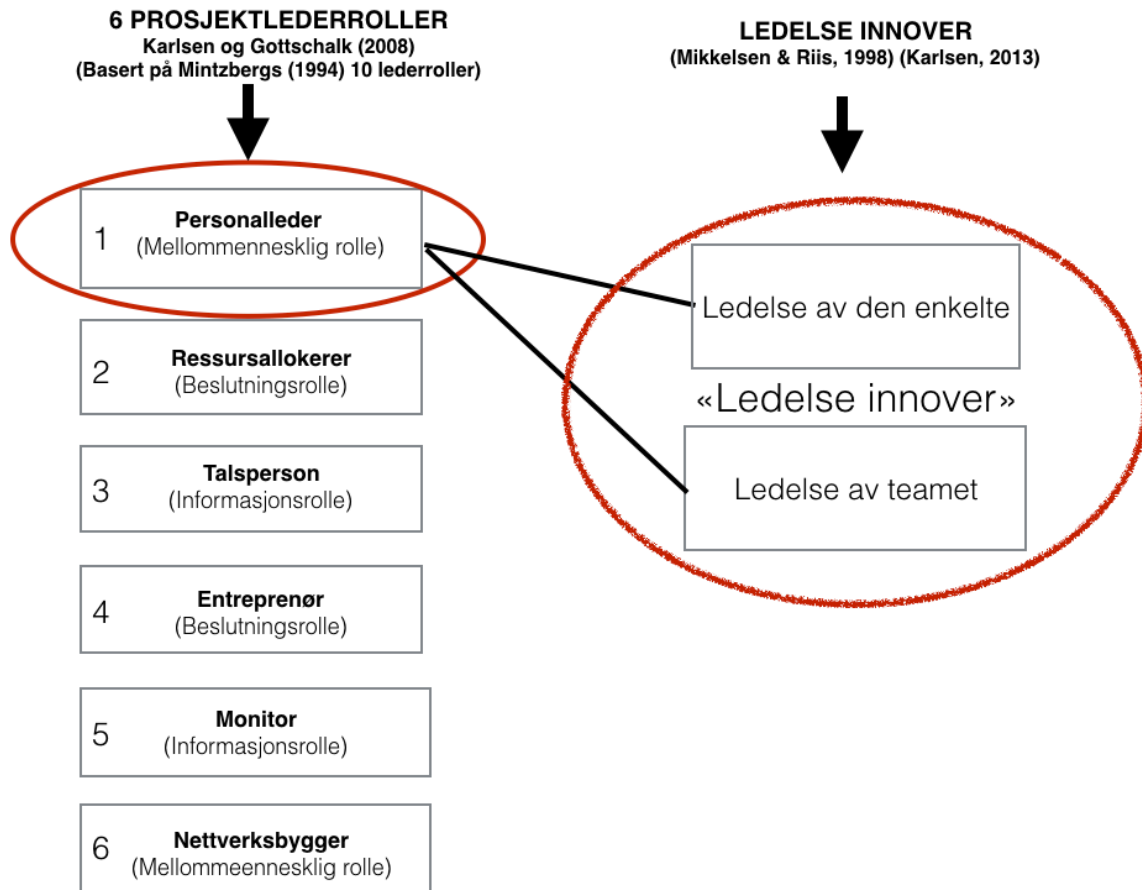 6 PROSJEKTLEDERROLLER
Karlsen og Gottschalk (2008)
(Basert på Mintzbergs (1994) 10 lederroller)
1
Personalleder
(Mellommennesklig rolle)
2
Ressursallokerer
(Beslutningsrolle)
3
Talsperson
(Informasjonsrolle)
4
Entreprenør
(Beslutningsrolle)
5
Monitor
(Informasjonsrolle)
6
Nettverksbygger
(Mellommeennesklig rolle)
LEDELSE INNOVER
(Mikkelsen & Riis, 1998) (Karlsen, 2013)
Ledelse av den enkelte
«Ledelse innover»
Ledelse av teamet